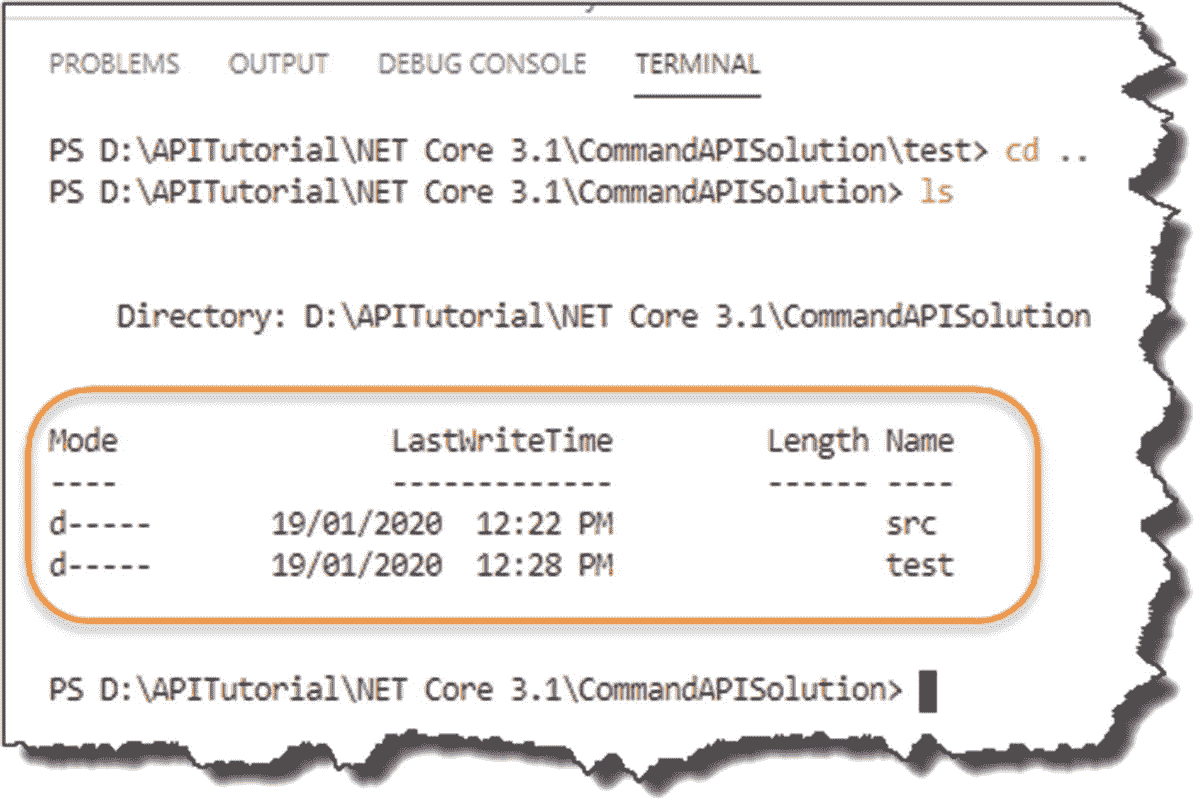 PROBLEMS OUTPUT DEBUG CONSOLE TERMINAL
PS D:\APITutorial\NET Core 3.1\CommandAPISolution\test> cd ..
PS D:\APITutorial\NET Core 3.1\CommandAPISolution> ls
Directory: D:\APITutorial\NET Core 3.1\CommandAPISolution
Mode LastWriteTime Length Name
---- ------------- ------ ----
d----- 19/01/2020 12:22 PM src
d----- 19/01/2020 12:28 PM test
PS D:\APITutorial\NET Core 3.1\CommandAPISolution>